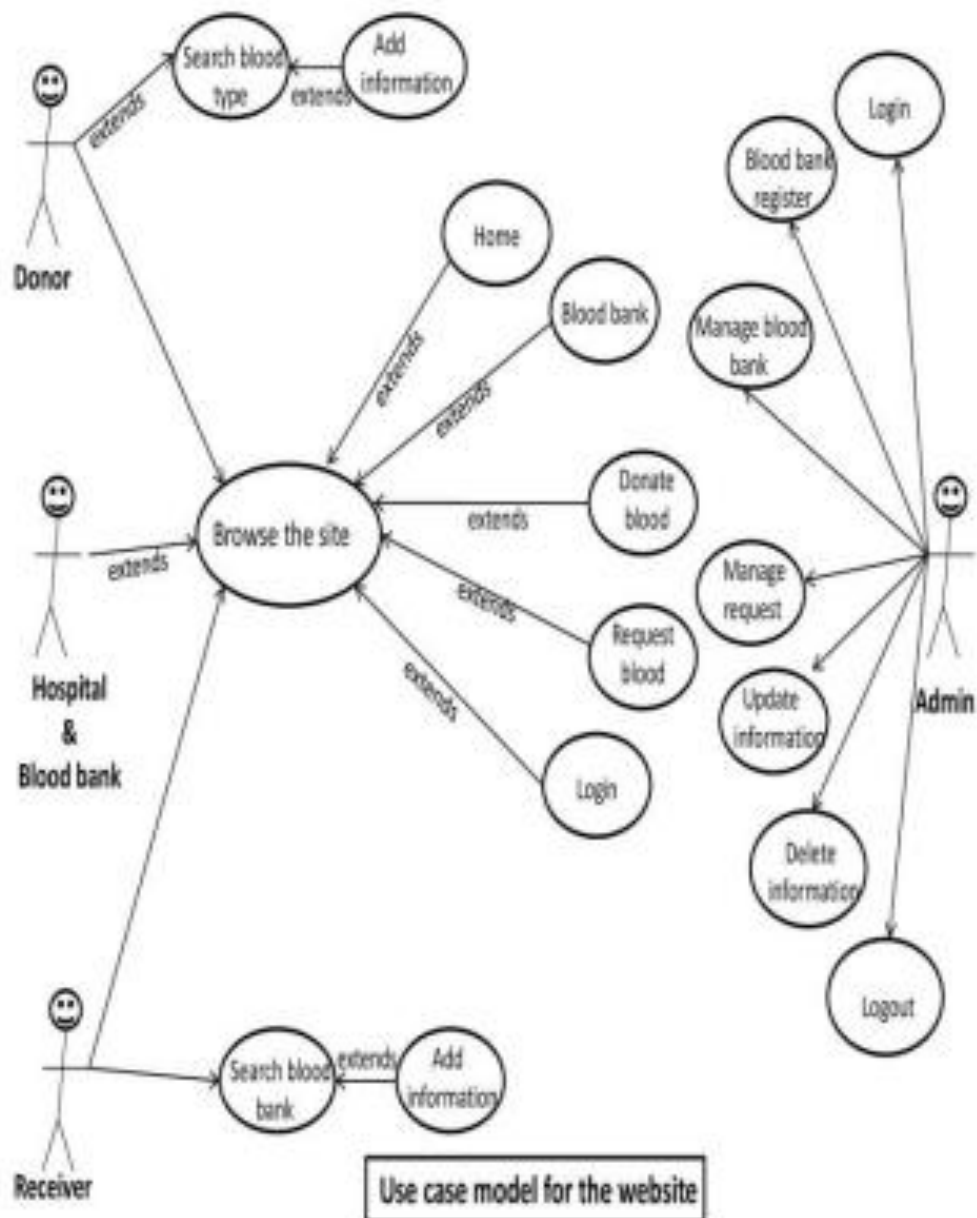 Search blood
type
Add
information
extends
extends
Login
Blood bank
register
Donor
Home
extends
Blood bank
extends
Manage blood
bank
Browse the site
extends
Donate
blood
extends
Hospital
&
Blood bank
Request
blood
extends
Login
extends
Manage
request
Update
information
Admin
Delete
information
Logout
Search blood
bank
extends
Add
information
Receiver
Use case model for the website